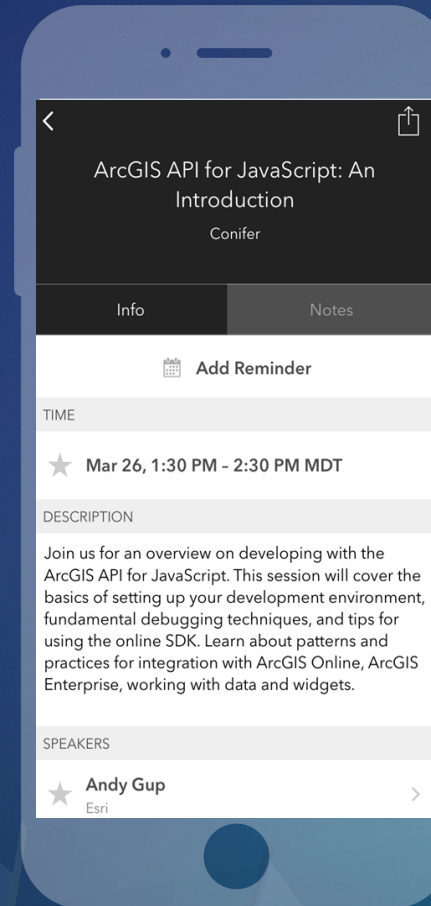 ArcGIS API for JavaScript: An
Introduction
Conifer
Info
Notes
Add Reminder
TIME
Mar 26, 1:30 PM – 2:30 PM MDT
DESCRIPTION
Join us for an overview on developing with the
ArcGIS API for JavaScript. This session will cover the
basics of setting up your development environment,
fundamental debugging techniques, and tips for
using the online SDK. Learn about patterns and
practices for integration with ArcGIS Online, ArcGIS
Enterprise, working with data and widgets.
SPEAKERS
Andy Gup
Esri